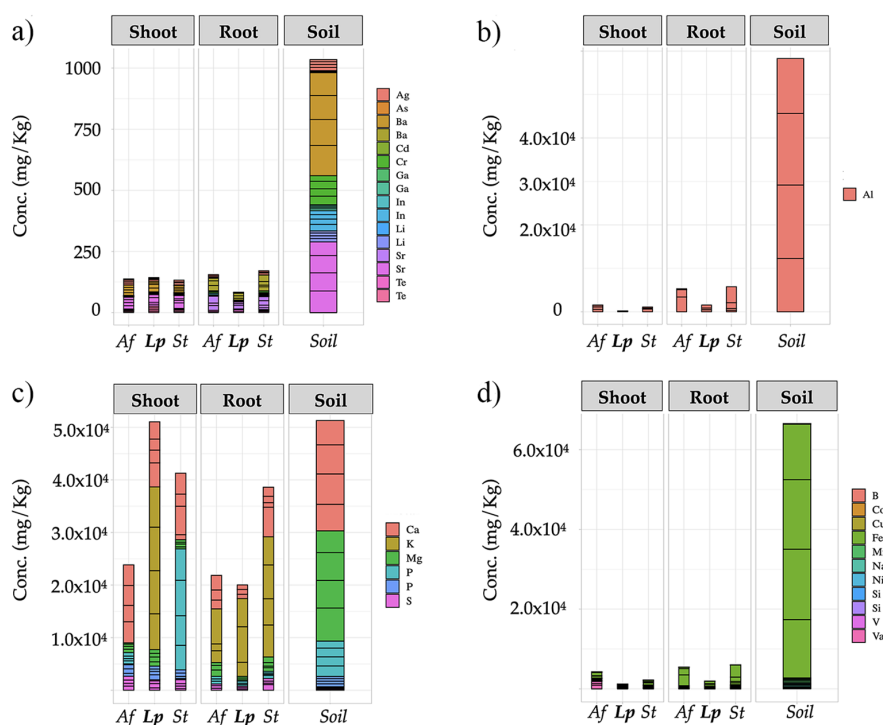 a)
Shoot Root Soil
Conc. (mg/Kg)
1000
750
500
250
0
Af Lp St Af Lp St Soil
Ag
As
Ba
Ba
Cd
Cr
Ga
Ga
In
In
Li
Li
Sr
Sr
Te
Te
b)
Shoot Root Soil
Conc. (mg/Kg)
4.0x10⁴
2.0x10⁴
0
Af Lp St Af Lp St Soil
Al
c)
Shoot Root Soil
Conc. (mg/Kg)
5.0x10⁴
4.0x10⁴
3.0x10⁴
2.0x10⁴
1.0x10⁴
Af Lp St Af Lp St Soil
Ca
K
Mg
P
P
S
d)
Shoot Root Soil
Conc. (mg/Kg)
6.0x10⁴
4.0x10⁴
2.0x10⁴
Af Lp St Af Lp St Soil
B
Co
Cu
Fe
M
Na
Ni
Si
Si
V
Va